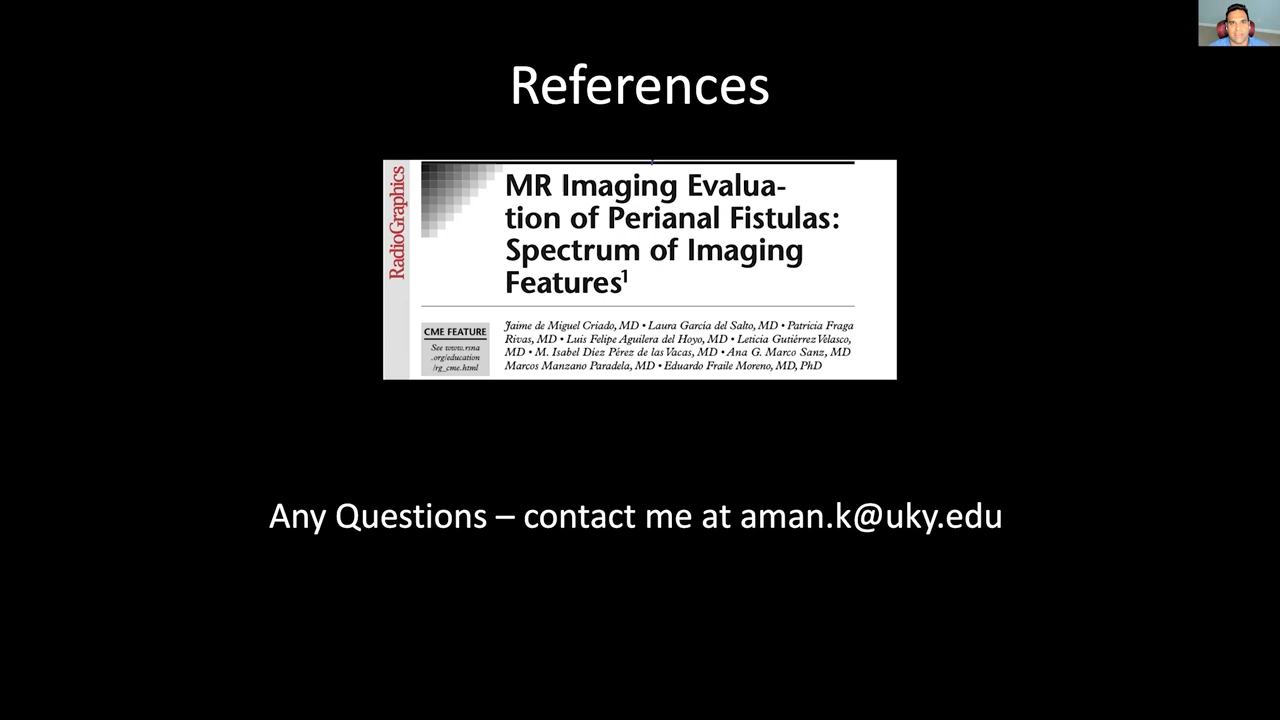 References
RadioGraphics
MR Imaging Evalua-
tion of Perianal Fistulas:
Spectrum of Imaging
Features¹
CME FEATURE
See www.rsna
.org/education
/rg_cme.html
Jaime de Miguel Criado, MD • Laura García del Salto, MD • Patricia Fraga
Rivas, MD • Luis Felipe Aguilera del Hoyo, MD • Leticia Gutiérrez Velasco,
MD • M. Isabel Díez Pérez de las Vacas, MD • Ana G. Marco Sanz, MD
Marcos Manzano Paradela, MD • Eduardo Fraile Moreno, MD, PhD
Any Questions – contact me at aman.k@uky.edu